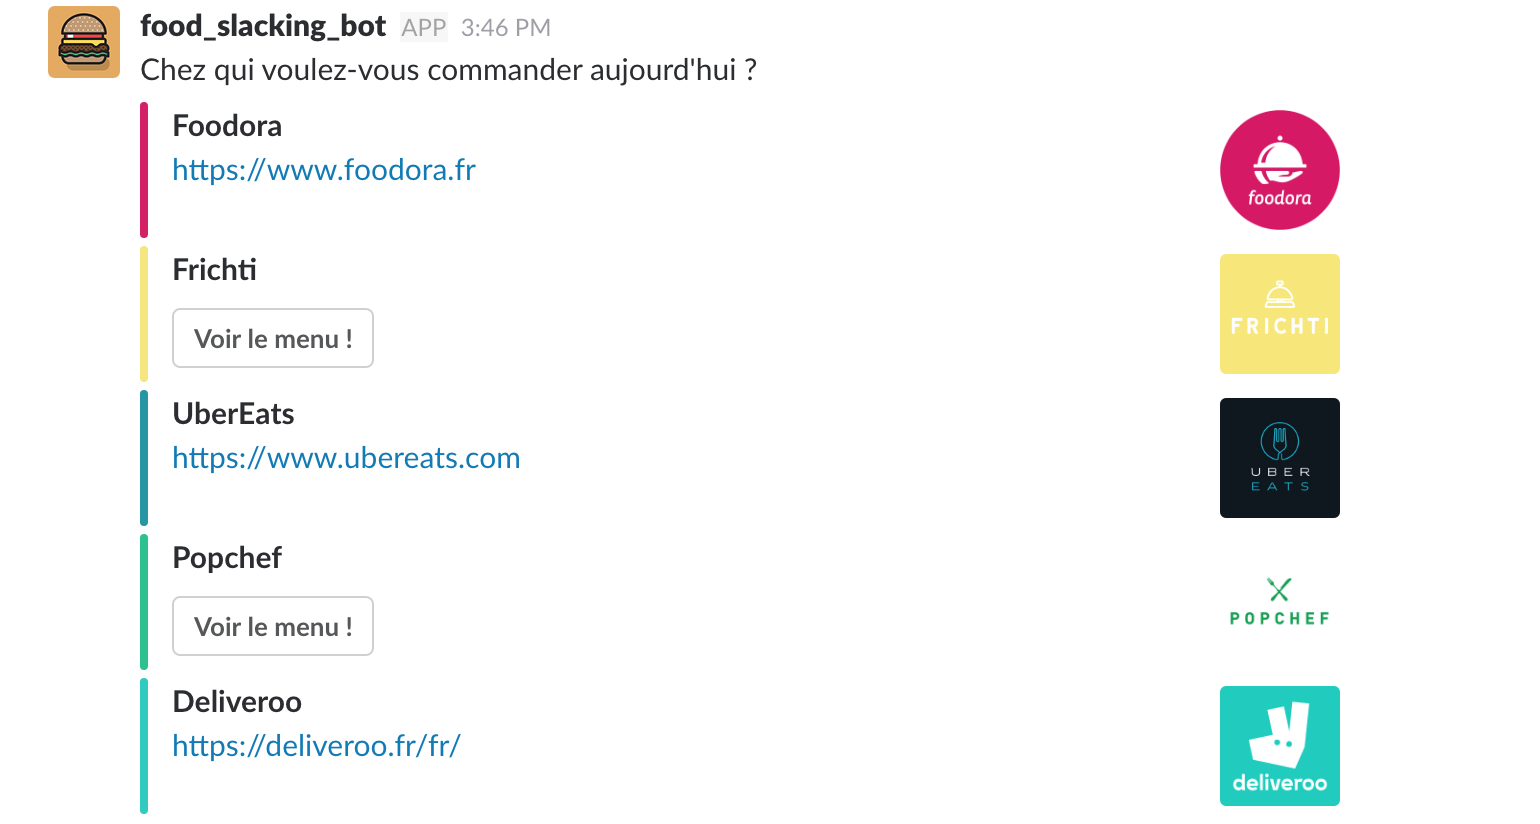 food_slacking_bot APP 3:46 PM
Chez qui voulez-vous commander aujourd'hui ?
Foodora
https://www.foodora.fr
foodora
Frichti
Voir le menu !
FRICHTI
UberEats
https://www.ubereats.com
UBER
EATS
Popchef
Voir le menu !
POPCHEF
Deliveroo
https://deliveroo.fr/fr/
deliveroo